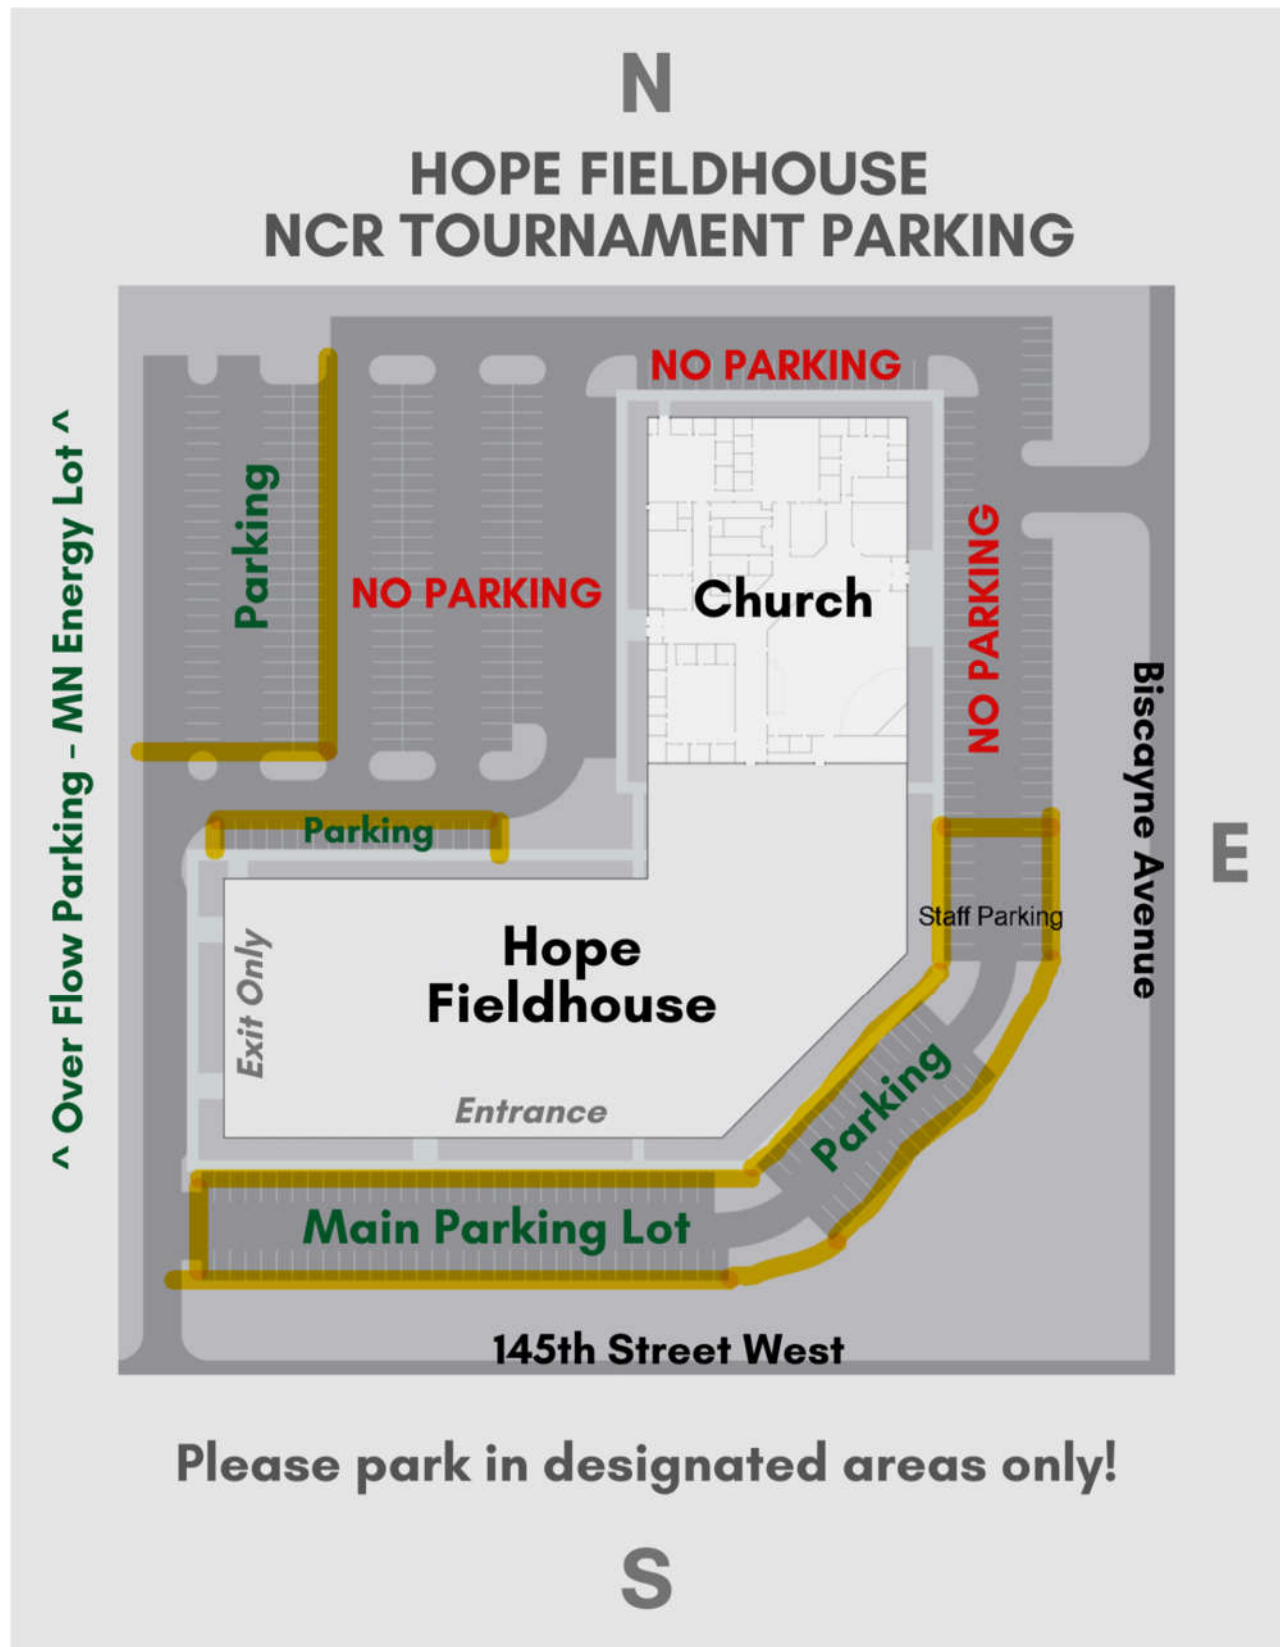 N
HOPE FIELDHOUSE
NCR TOURNAMENT PARKING
NO PARKING
^ Over Flow Parking - MN Energy Lot ^
Parking
NO PARKING
Church
NO PARKING
Biscayne Avenue
E
Parking
Staff Parking
Hope
Fieldhouse
Exit Only
Entrance
Parking
Main Parking Lot
145th Street West
Please park in designated areas only!
S